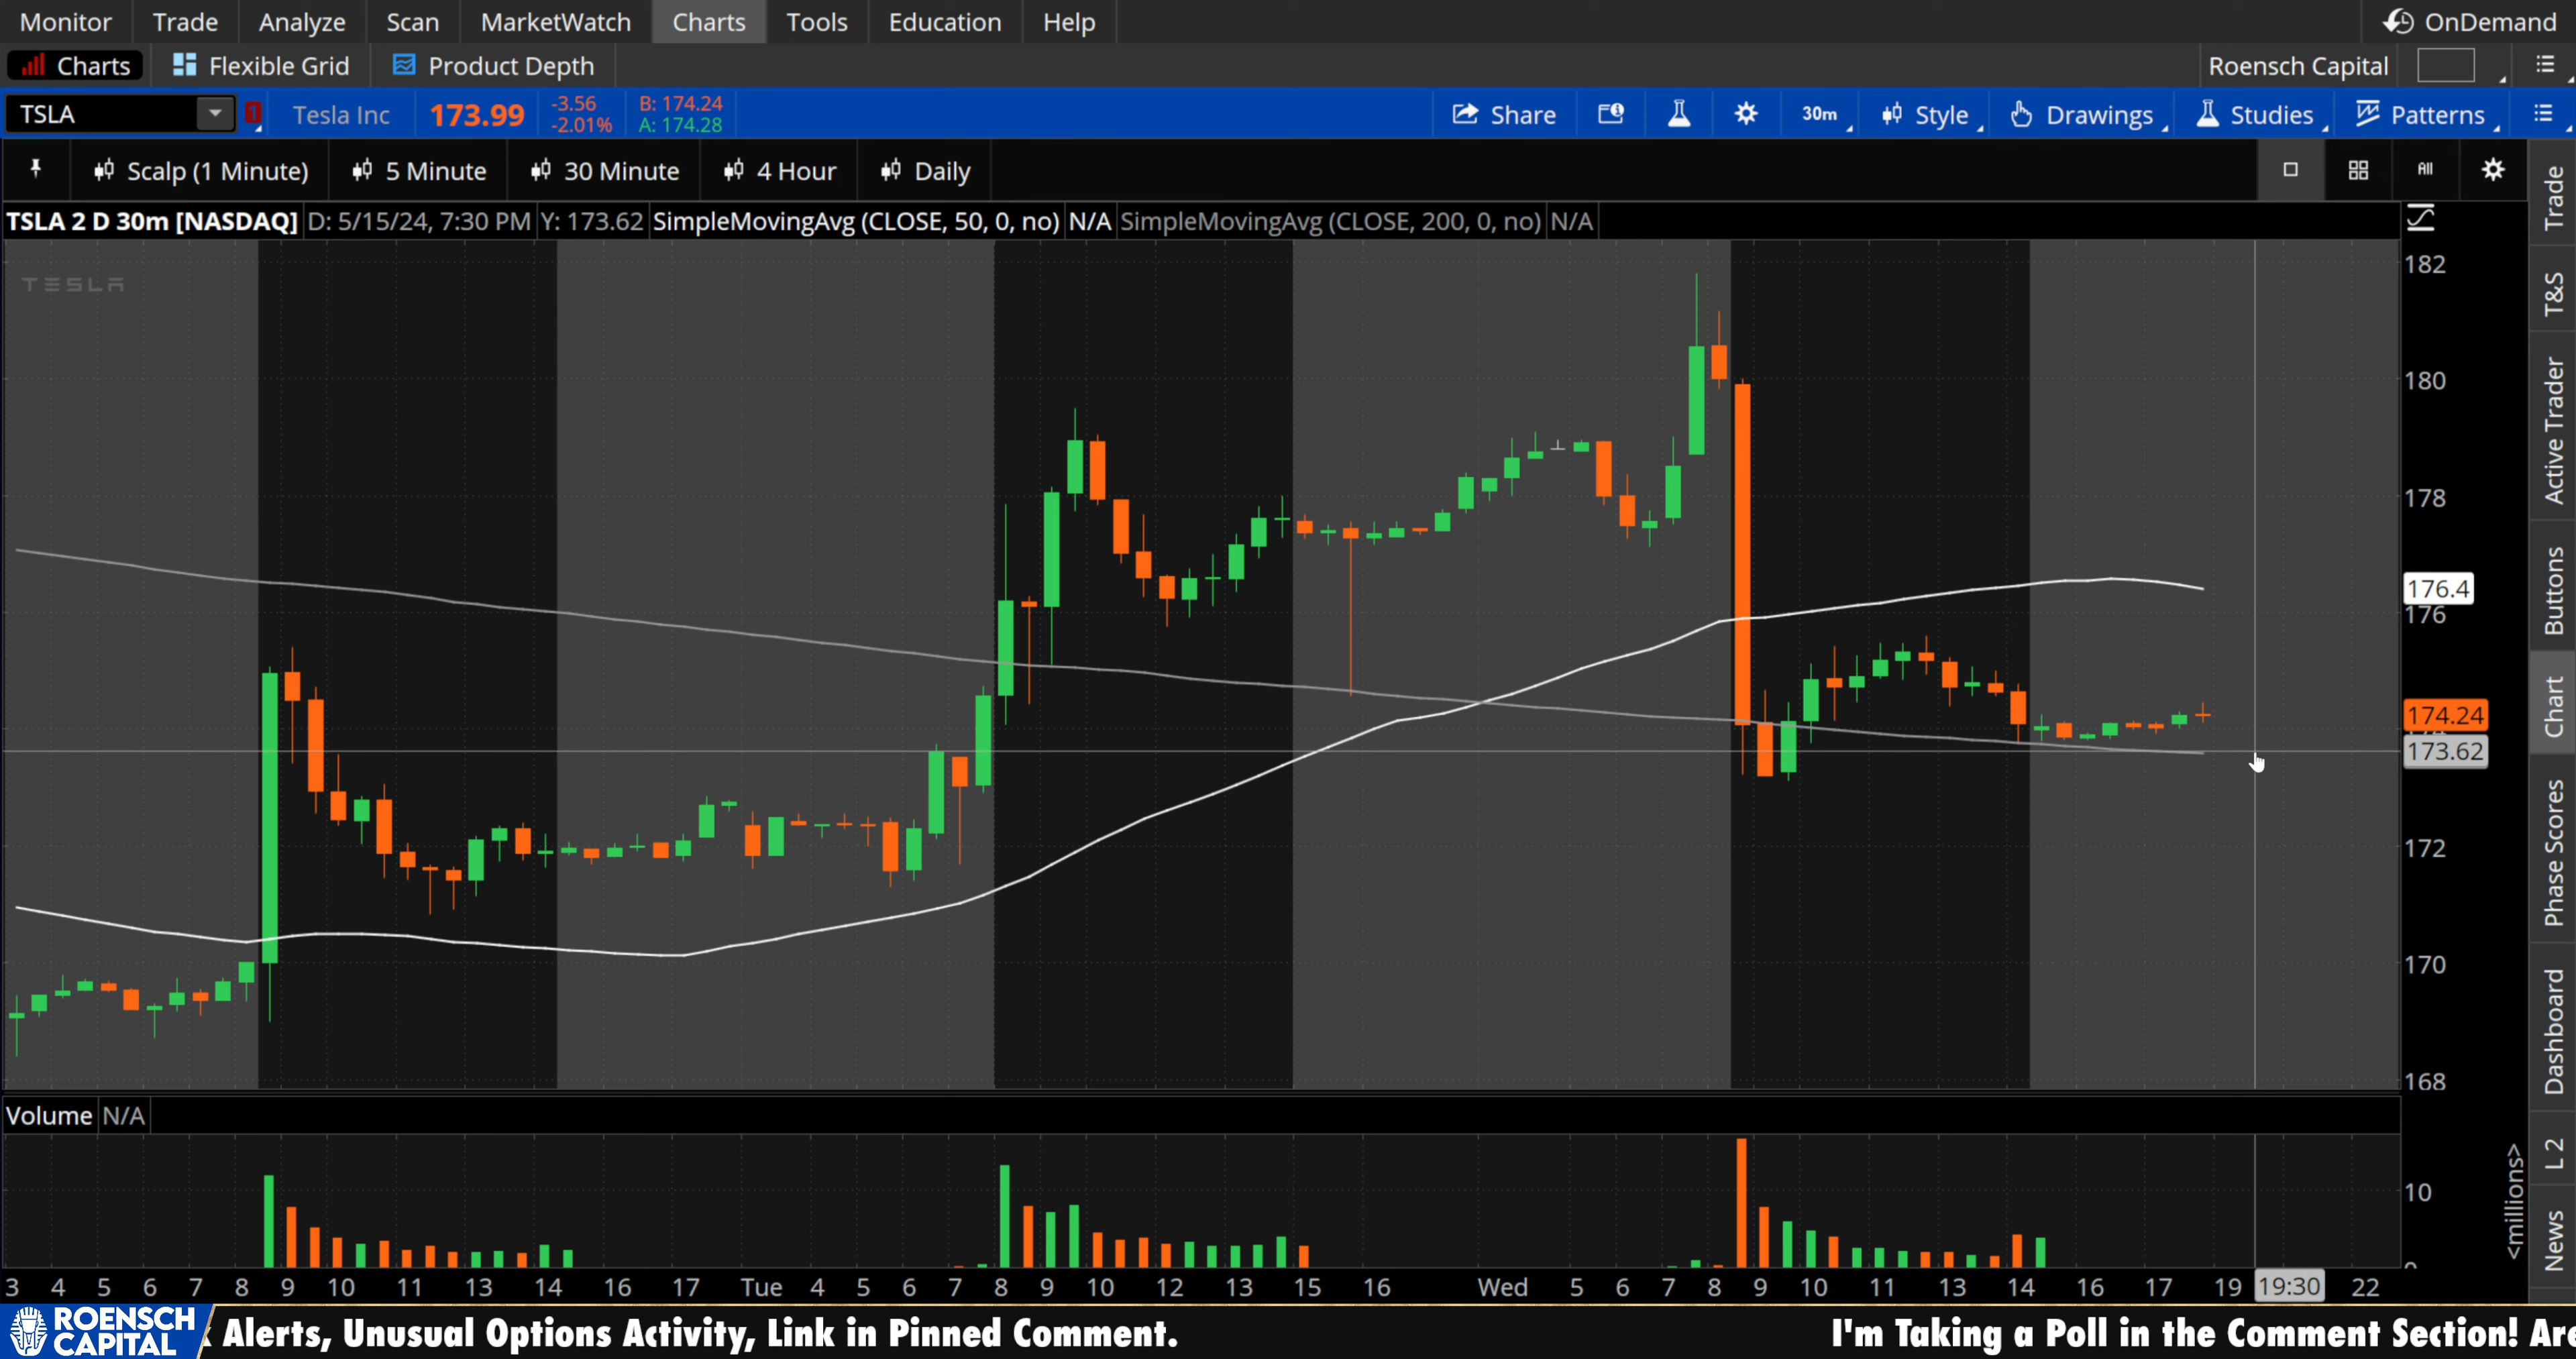 Monitor Trade Analyze Scan MarketWatch Charts Tools Education Help OnDemand
Charts Flexible Grid Product Depth Roensch Capital
TSLA 1 Tesla Inc 173.99 -3.56 B: 174.24 Share 30m Style Drawings Studies Patterns
-2.01% A: 174.28
Scalp (1 Minute) 5 Minute 30 Minute 4 Hour Daily All
TSLA 2 D 30m [NASDAQ] D: 5/15/24, 7:30 PM Y: 173.62 SimpleMovingAvg (CLOSE, 50, 0, no) N/A SimpleMovingAvg (CLOSE, 200, 0, no) N/A
TESLA
182
180
178
176.4
176
174.24
173.62
172
170
168
Volume N/A
10
0
<millions>
3 4 5 6 7 8 9 10 11 13 14 16 17 Tue 4 5 6 7 8 9 10 12 13 15 16 Wed 5 6 7 8 9 10 11 13 14 16 17 19 19:30 22
Trade
T&S
Active Trader
Buttons
Chart
Phase Scores
Dashboard
L 2
News
ROENSCH
CAPITAL
Alerts, Unusual Options Activity, Link in Pinned Comment. I'm Taking a Poll in the Comment Section!